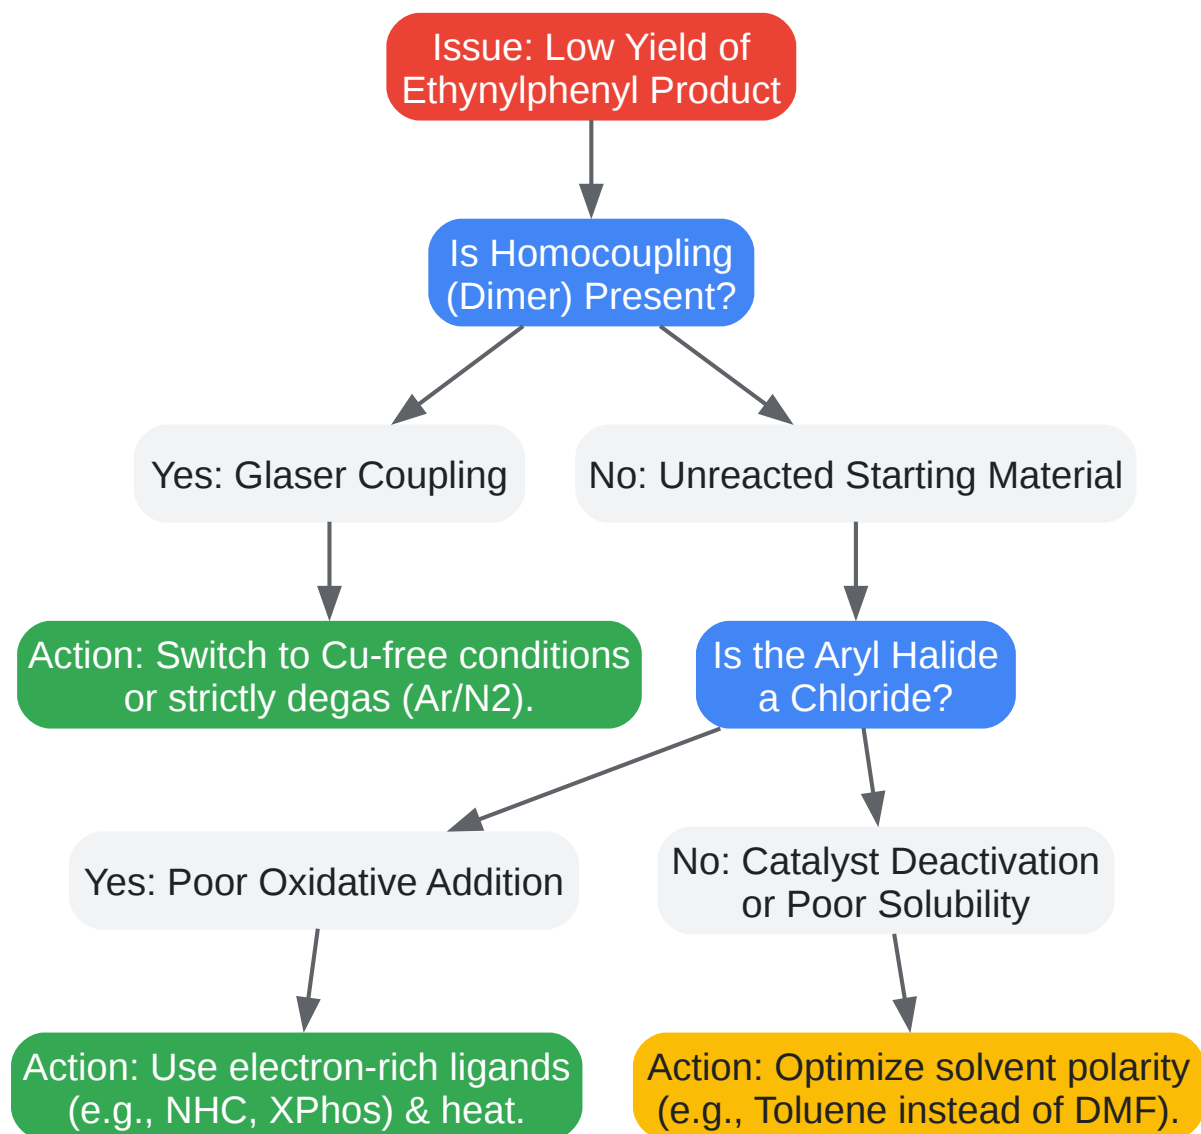 Issue: Low Yield of
Ethynylphenyl Product
Is Homocoupling
(Dimer) Present?
Yes: Glaser Coupling
No: Unreacted Starting Material
Action: Switch to Cu-free conditions
or strictly degas (Ar/N2).
Is the Aryl Halide
a Chloride?
Yes: Poor Oxidative Addition
No: Catalyst Deactivation
or Poor Solubility
Action: Use electron-rich ligands
(e.g., NHC, XPhos) & heat.
Action: Optimize solvent polarity
(e.g., Toluene instead of DMF).